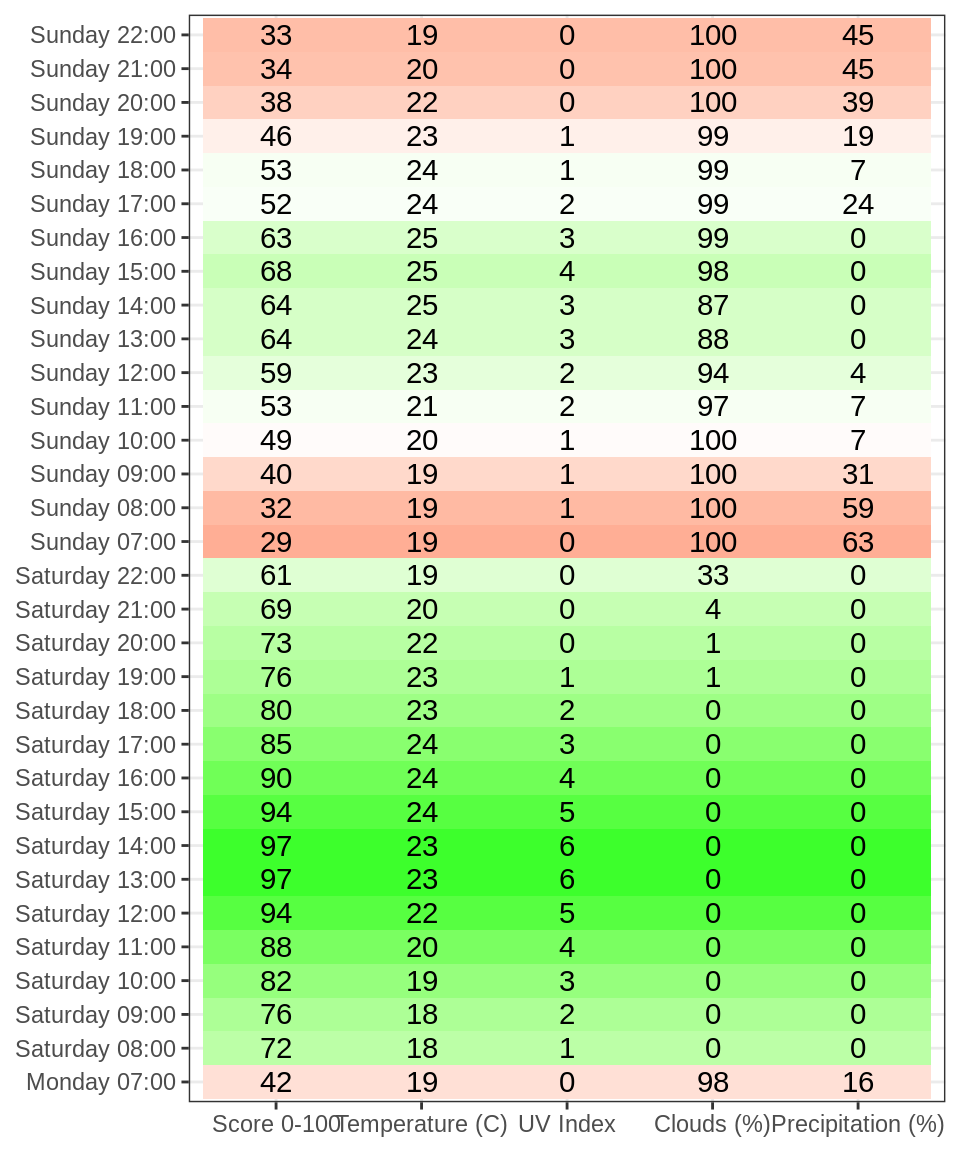 Sunday 22:00 33 19 0 100 45
Sunday 21:00 34 20 0 100 45
Sunday 20:00 38 22 0 100 39
Sunday 19:00 46 23 1 99 19
Sunday 18:00 53 24 1 99 7
Sunday 17:00 52 24 2 99 24
Sunday 16:00 63 25 3 99 0
Sunday 15:00 68 25 4 98 0
Sunday 14:00 64 25 3 87 0
Sunday 13:00 64 24 3 88 0
Sunday 12:00 59 23 2 94 4
Sunday 11:00 53 21 2 97 7
Sunday 10:00 49 20 1 100 7
Sunday 09:00 40 19 1 100 31
Sunday 08:00 32 19 1 100 59
Sunday 07:00 29 19 0 100 63
Saturday 22:00 61 19 0 33 0
Saturday 21:00 69 20 0 4 0
Saturday 20:00 73 22 0 1 0
Saturday 19:00 76 23 1 1 0
Saturday 18:00 80 23 2 0 0
Saturday 17:00 85 24 3 0 0
Saturday 16:00 90 24 4 0 0
Saturday 15:00 94 24 5 0 0
Saturday 14:00 97 23 6 0 0
Saturday 13:00 97 23 6 0 0
Saturday 12:00 94 22 5 0 0
Saturday 11:00 88 20 4 0 0
Saturday 10:00 82 19 3 0 0
Saturday 09:00 76 18 2 0 0
Saturday 08:00 72 18 1 0 0
Monday 07:00 42 19 0 98 16
Score 0-100 Temperature (C) UV Index Clouds (%) Precipitation (%)